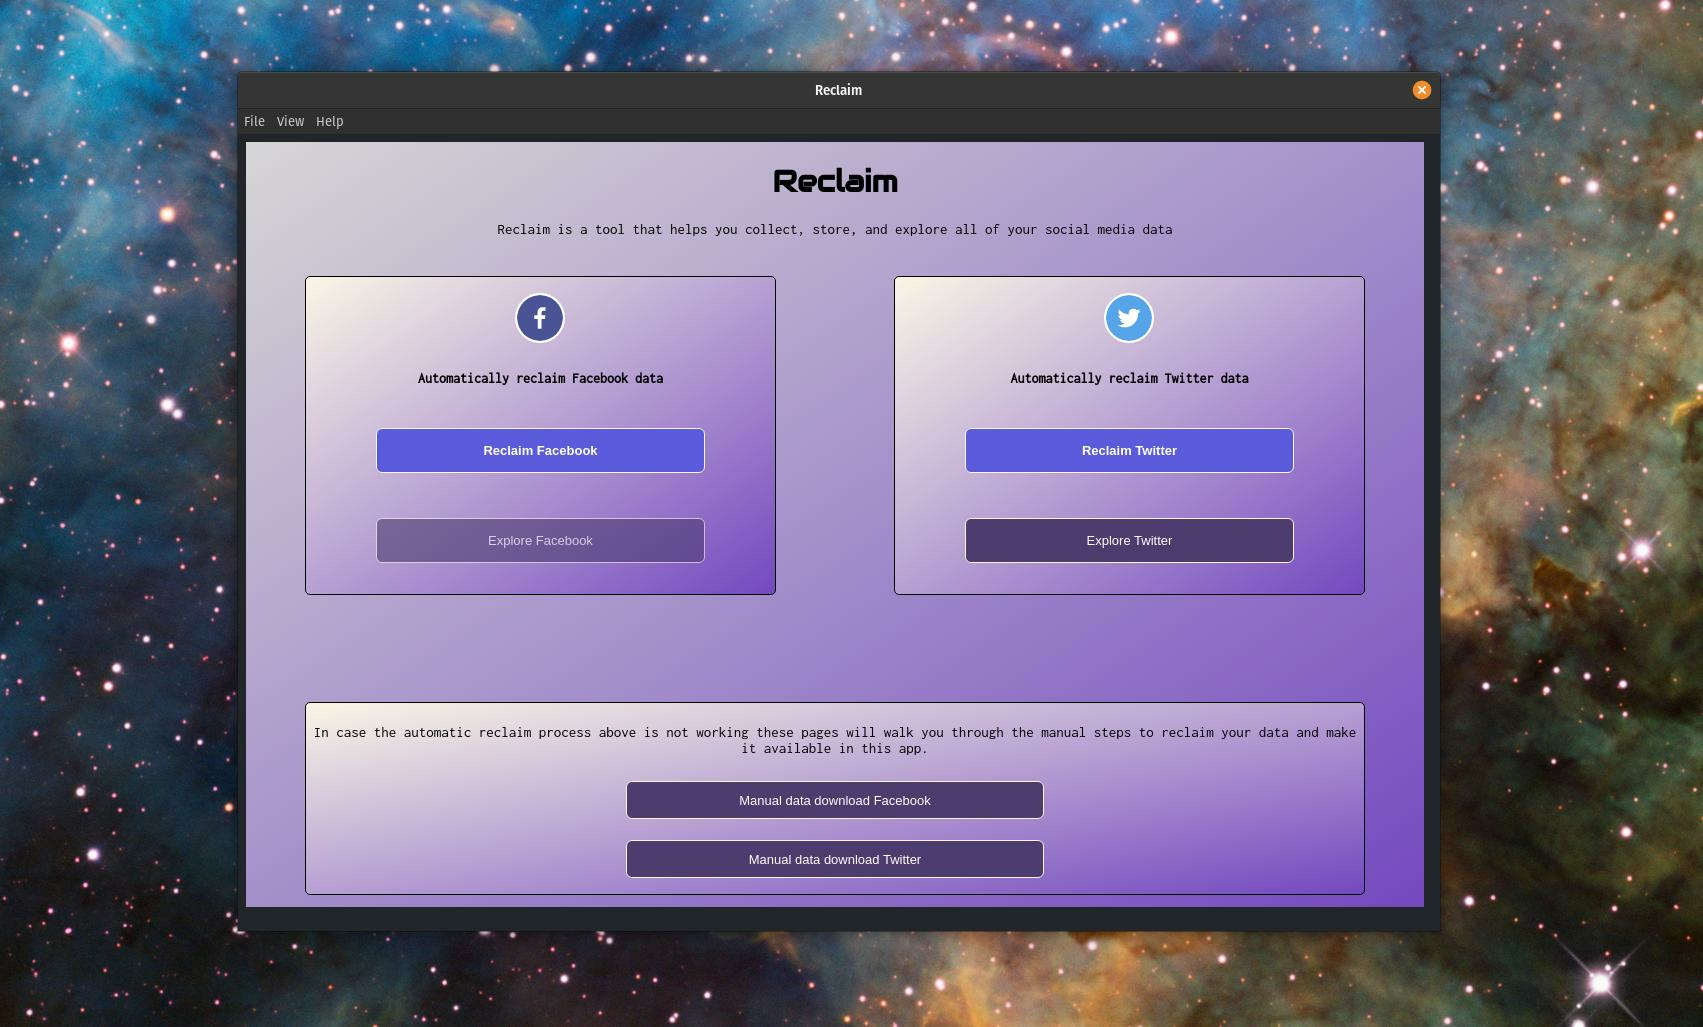 Reclaim
File View Help
Reclaim
Reclaim is a tool that helps you collect, store, and explore all of your social media data
Automatically reclaim Facebook data
Reclaim Facebook
Explore Facebook
Automatically reclaim Twitter data
Reclaim Twitter
Explore Twitter
In case the automatic reclaim process above is not working these pages will walk you through the manual steps to reclaim your data and make
it available in this app.
Manual data download Facebook
Manual data download Twitter